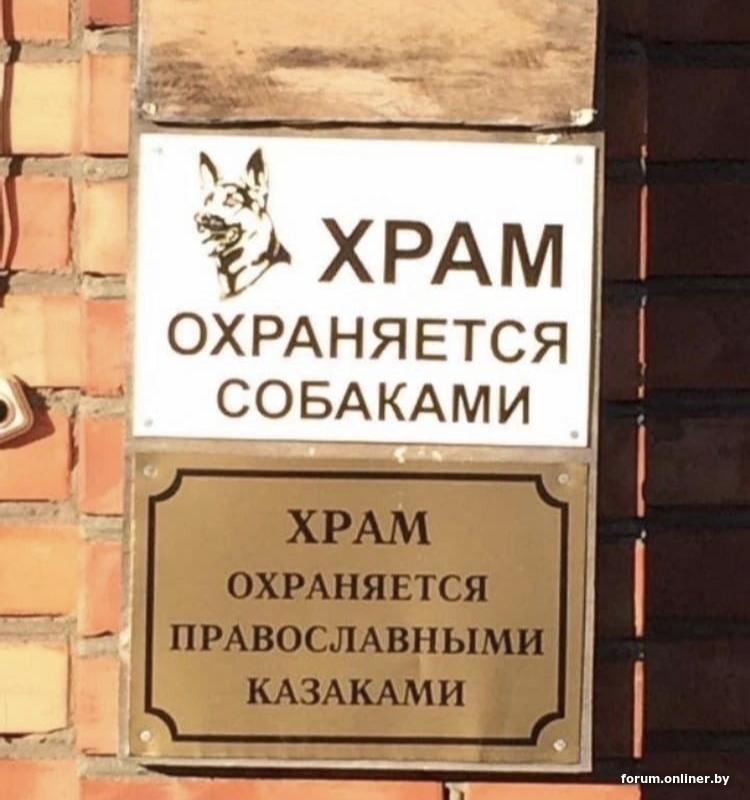 ХРАМ
ОХРАНЯЕТСЯ
СОБАКАМИ
ХРАМ
ОХРАНЯЕТСЯ
ПРАВОСЛАВНЫМИ
КАЗАКАМИ
forum.onliner.by